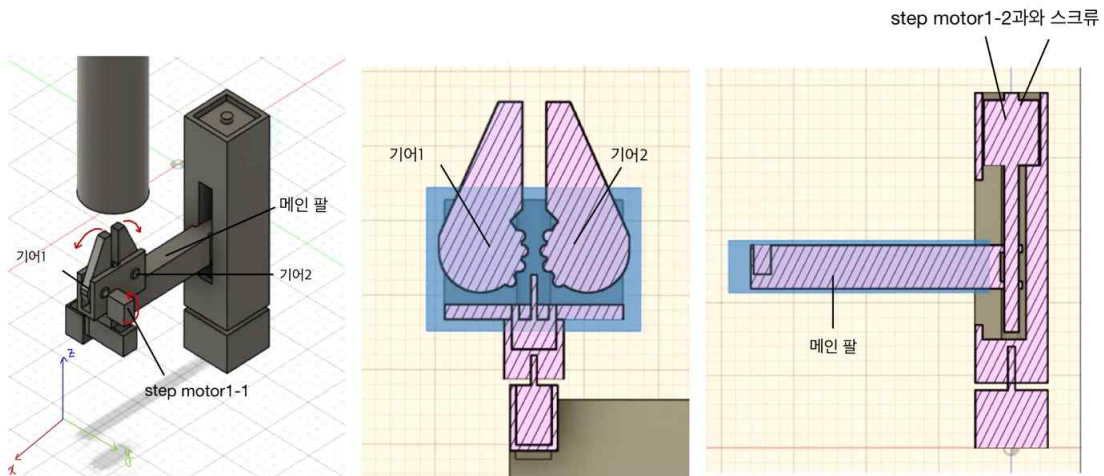 step motor1-2과와 스크류
메인 팔
기어1
기어2
step motor1-1
z
x
y
기어1
기어2
메인 팔